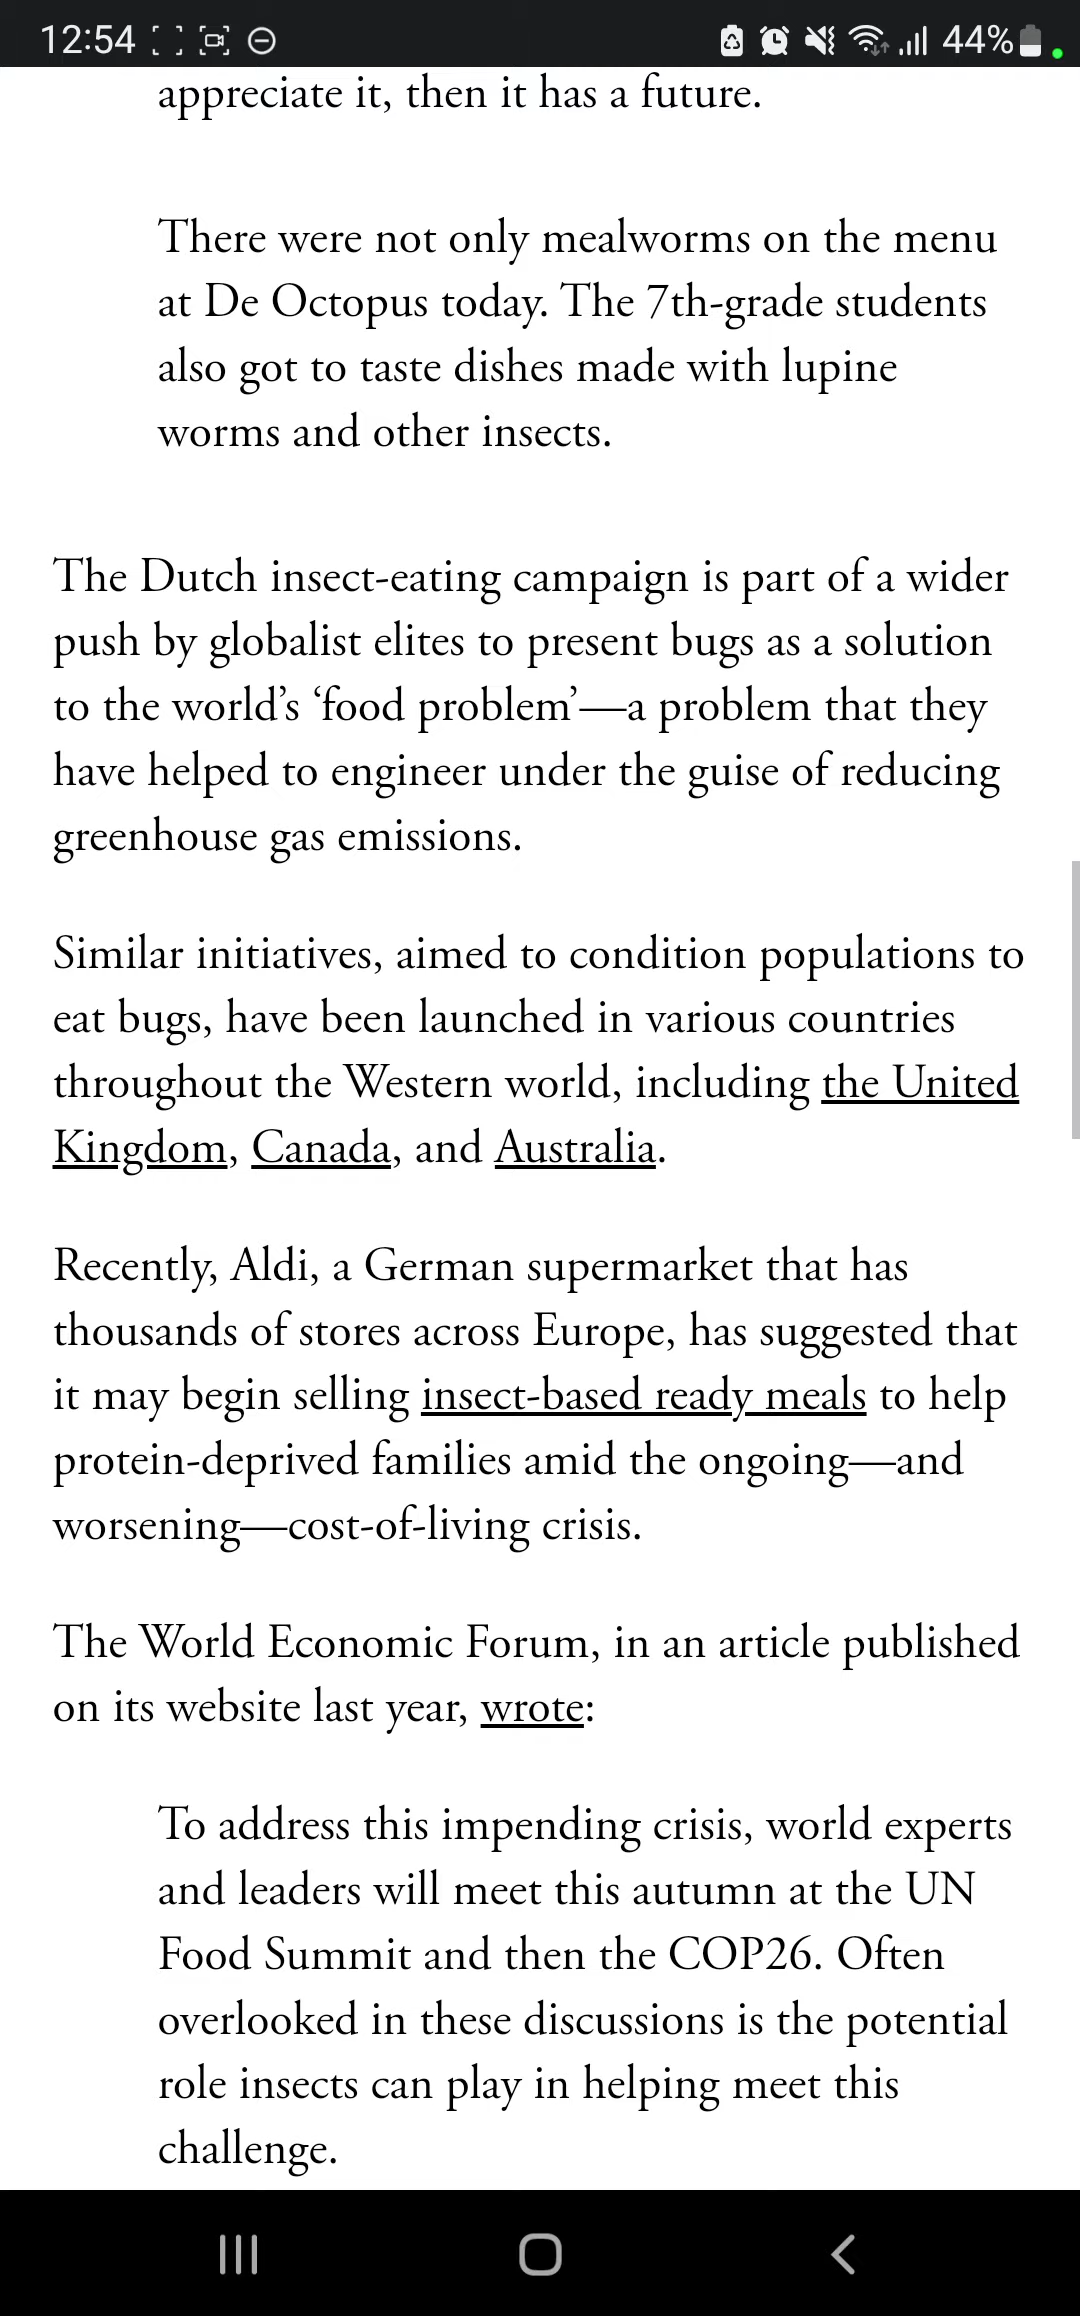 12:54
44%
appreciate it, then it has a future.
There were not only mealworms on the menu
at De Octopus today. The 7th-grade students
also got to taste dishes made with lupine
worms and other insects.
The Dutch insect-eating campaign is part of a wider
push by globalist elites to present bugs as a solution
to the world’s ‘food problem’—a problem that they
have helped to engineer under the guise of reducing
greenhouse gas emissions.
Similar initiatives, aimed to condition populations to
eat bugs, have been launched in various countries
throughout the Western world, including the United
Kingdom, Canada, and Australia.
Recently, Aldi, a German supermarket that has
thousands of stores across Europe, has suggested that
it may begin selling insect-based ready meals to help
protein-deprived families amid the ongoing—and
worsening—cost-of-living crisis.
The World Economic Forum, in an article published
on its website last year, wrote:
To address this impending crisis, world experts
and leaders will meet this autumn at the UN
Food Summit and then the COP26. Often
overlooked in these discussions is the potential
role insects can play in helping meet this
challenge.